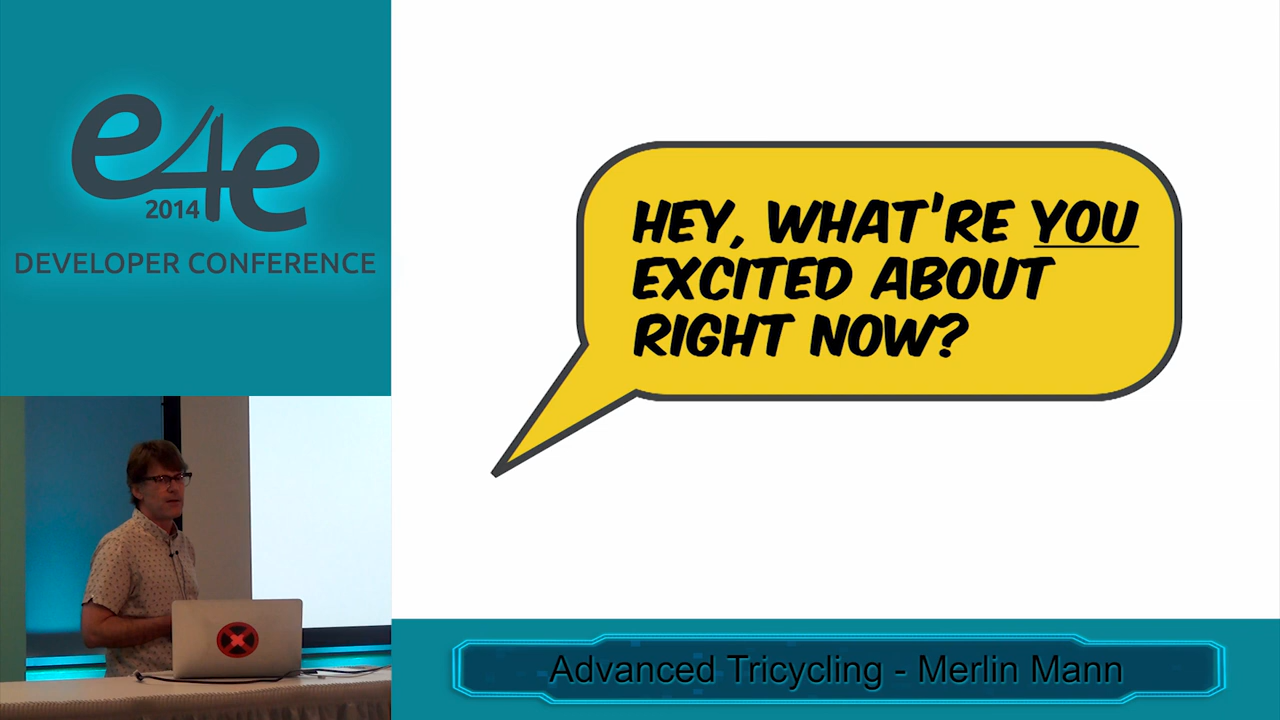 e4e
2014
DEVELOPER CONFERENCE
HEY, WHAT'RE YOU
EXCITED ABOUT
RIGHT NOW?
Advanced Tricycling - Merlin Mann